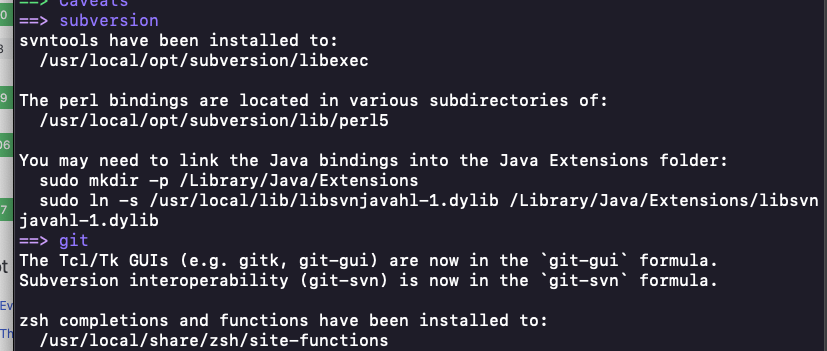 ==> Caveats
==> subversion
svntools have been installed to:
  /usr/local/opt/subversion/libexec

The perl bindings are located in various subdirectories of:
  /usr/local/opt/subversion/lib/perl5

You may need to link the Java bindings into the Java Extensions folder:
  sudo mkdir -p /Library/Java/Extensions
  sudo ln -s /usr/local/lib/libsvnjavahl-1.dylib /Library/Java/Extensions/libsvn
javahl-1.dylib
==> git
The Tcl/Tk GUIs (e.g. gitk, git-gui) are now in the `git-gui` formula.
Subversion interoperability (git-svn) is now in the `git-svn` formula.

zsh completions and functions have been installed to:
  /usr/local/share/zsh/site-functions